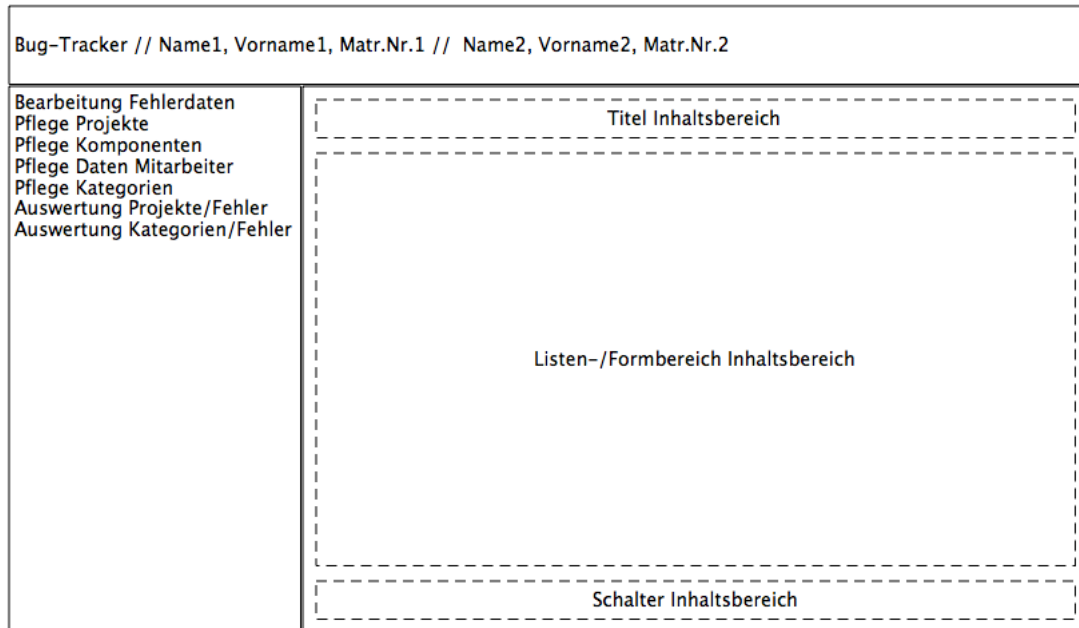 Bug-Tracker // Name1, Vorname1, Matr.Nr.1 //  Name2, Vorname2, Matr.Nr.2
Bearbeitung Fehlerdaten
Pflege Projekte
Pflege Komponenten
Pflege Daten Mitarbeiter
Pflege Kategorien
Auswertung Projekte/Fehler
Auswertung Kategorien/Fehler
Titel Inhaltsbereich
Listen-/Formbereich Inhaltsbereich
Schalter Inhaltsbereich